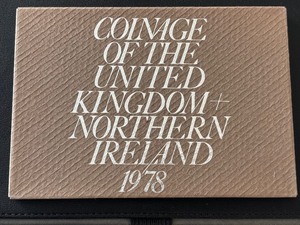 COINAGE
OF THE
UNITED
KINGDOM+
NORTHERN
IRELAND
1978